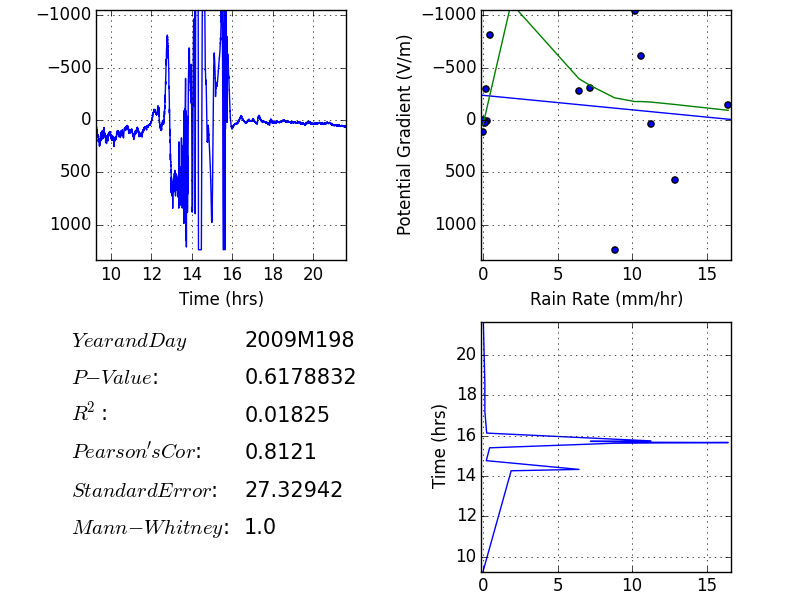 −1000
−500
0
500
1000
10 12 14 16 18 20
Time (hrs)
Potential Gradient (V/m)
−1000
−500
0
500
1000
0 5 10 15
Rain Rate (mm/hr)
YearandDay 2009M198
P−Value: 0.6178832
R²: 0.01825
Pearson′sCor: 0.8121
StandardError: 27.32942
Mann−Whitney: 1.0
Time (hrs)
20
18
16
14
12
10
0 5 10 15